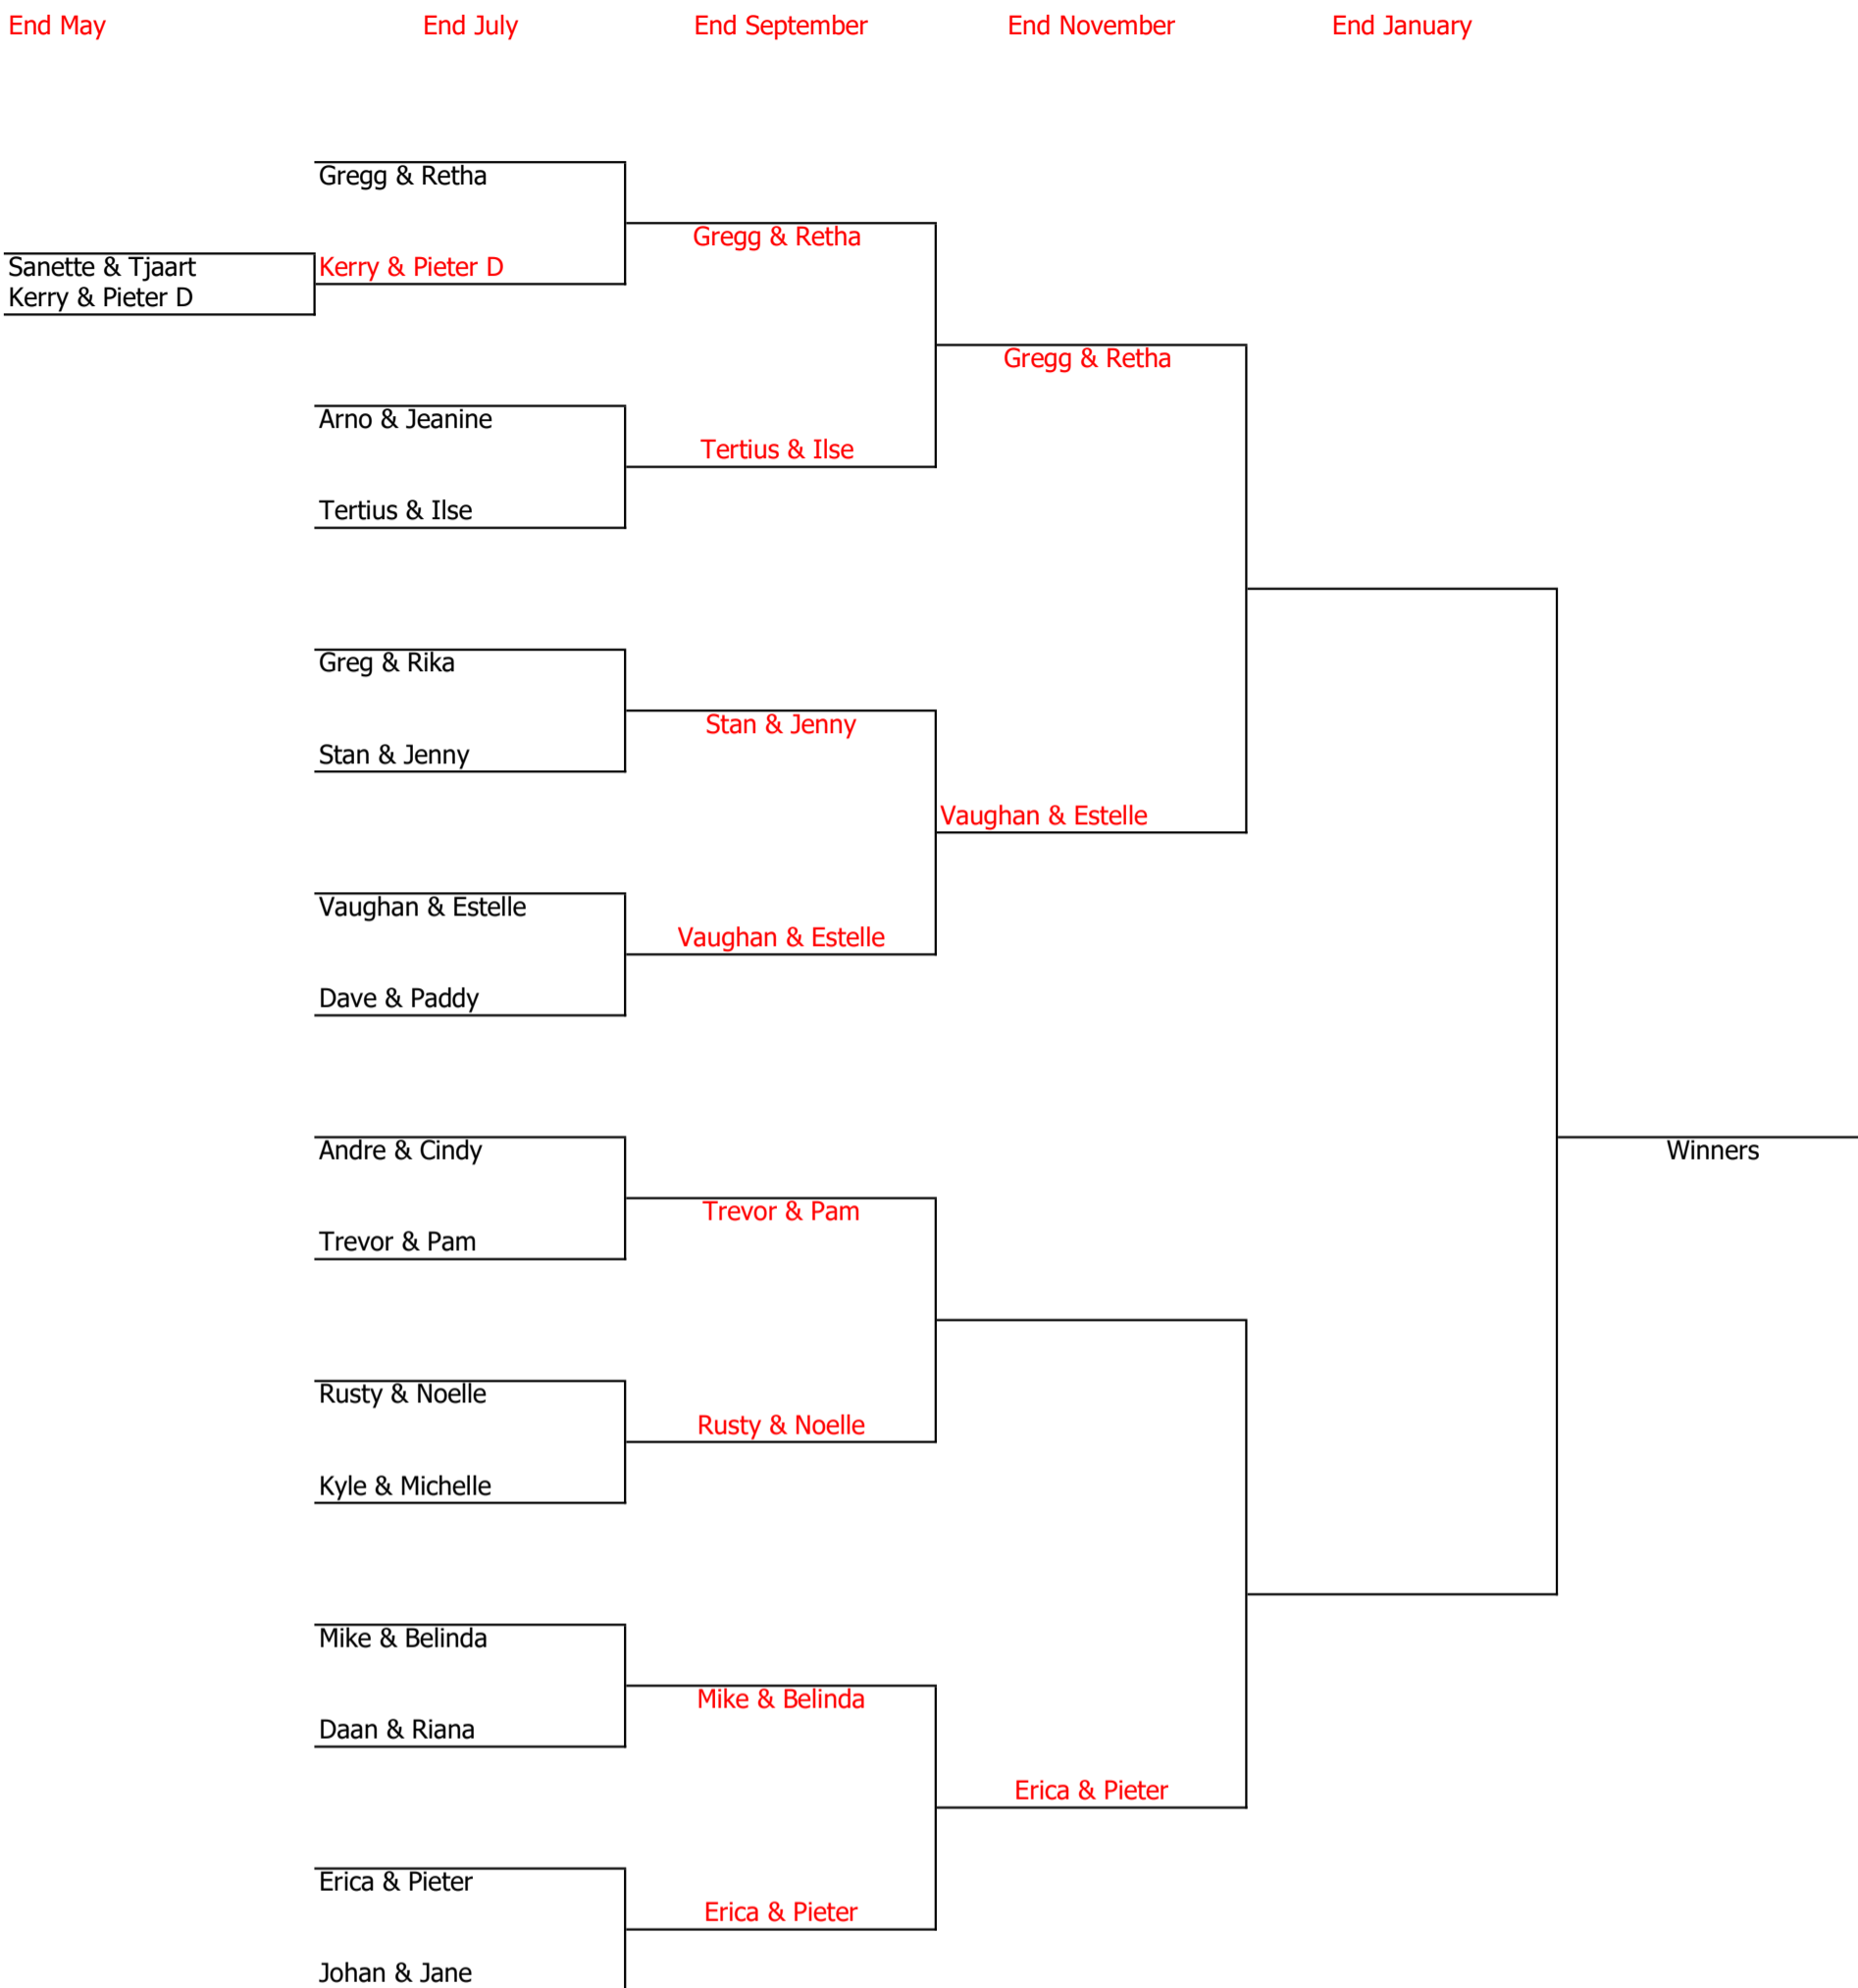 End May End July End September End November End January
Gregg & Retha
Gregg & Retha
Sanette & Tjaart Kerry & Pieter D
Kerry & Pieter D
Gregg & Retha
Arno & Jeanine
Tertius & Ilse
Tertius & Ilse
Greg & Rika
Stan & Jenny
Stan & Jenny
Vaughan & Estelle
Vaughan & Estelle
Vaughan & Estelle
Dave & Paddy
Andre & Cindy Winners
Trevor & Pam
Trevor & Pam
Rusty & Noelle
Rusty & Noelle
Kyle & Michelle
Mike & Belinda
Mike & Belinda
Daan & Riana
Erica & Pieter
Erica & Pieter
Erica & Pieter
Johan & Jane